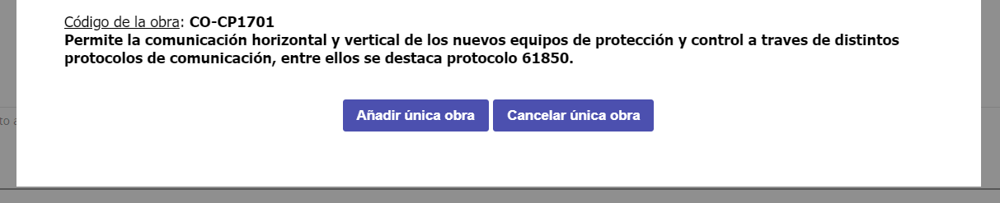 Código de la obra: CO-CP1701
Permite la comunicación horizontal y vertical de los nuevos equipos de protección y control a traves de distintos
protocolos de comunicación, entre ellos se destaca protocolo 61850.
Añadir única obra Cancelar única obra
to a